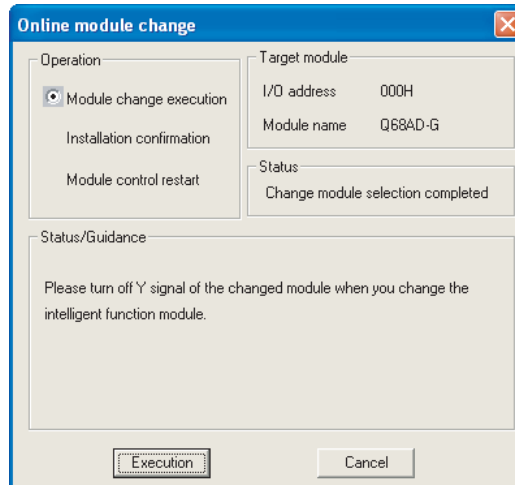 Online module change
Operation
Module change execution
Installation confirmation
Module control restart
Target module
I/O address 000H
Module name Q68AD-G
Status
Change module selection completed
Status/Guidance
Please turn off Y signal of the changed module when you change the
intelligent function module.
Execution Cancel